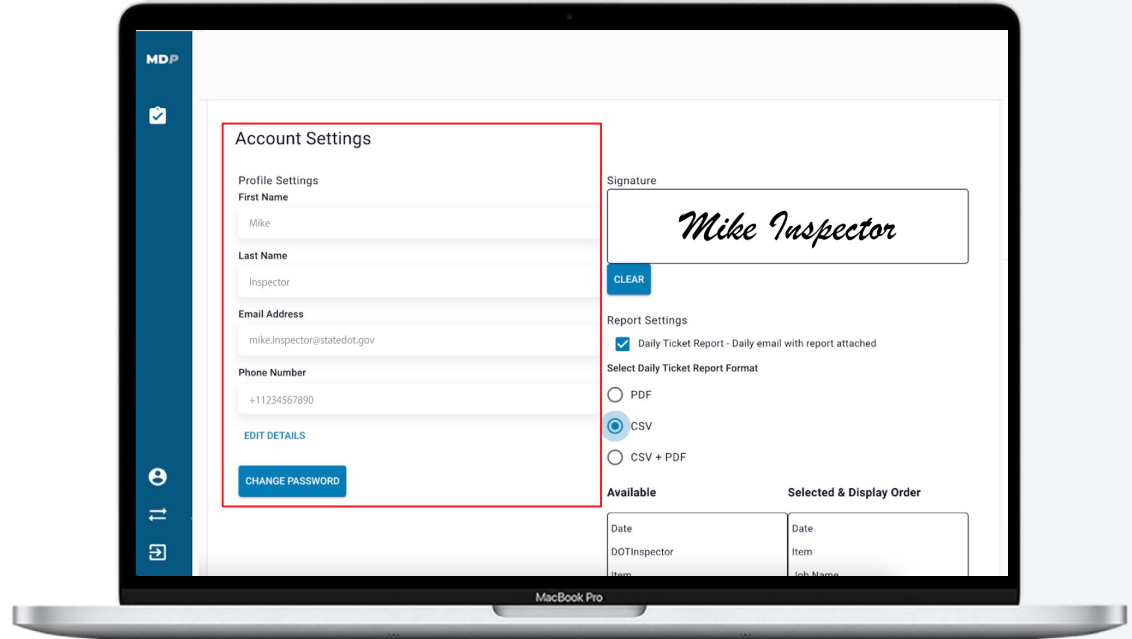 MDP
Account Settings
Profile Settings
First Name
Mike
Last Name
Inspector
Email Address
mike.inspector@statedot.gov
Phone Number
+11234567890
EDIT DETAILS
CHANGE PASSWORD
Signature
Mike Inspector
CLEAR
Report Settings
Daily Ticket Report - Daily email with report attached
Select Daily Ticket Report Format
PDF
CSV
CSV + PDF
Available
Date
DOTInspector
Item
Selected & Display Order
Date
Item
Job Name
MacBook Pro